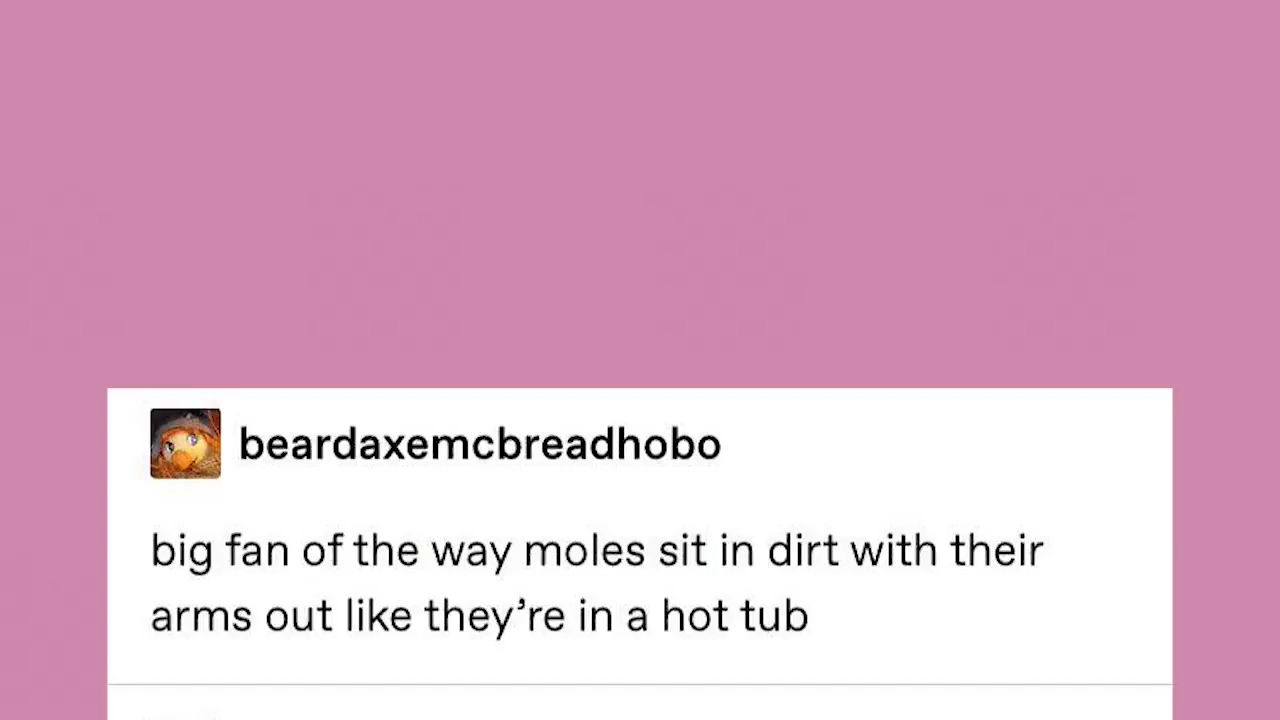 beardaxemcbreadhobo
big fan of the way moles sit in dirt with their
arms out like they’re in a hot tub